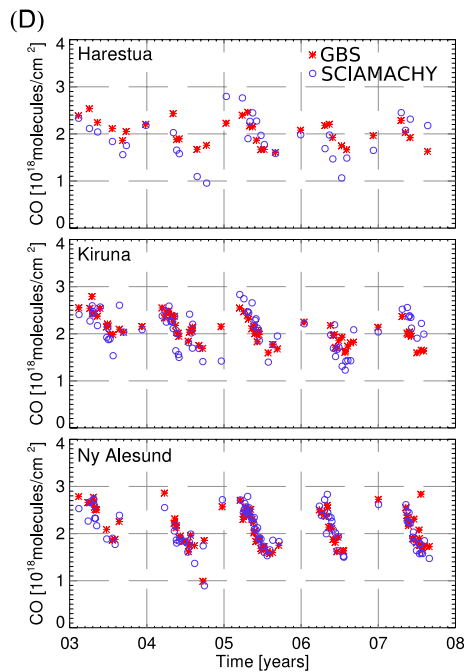 (D)
Harestua
GBS
SCIAMACHY
CO [10¹⁸molecules/cm²]
4
3
2
1
0
Kiruna
CO [10¹⁸molecules/cm²]
4
3
2
1
0
Ny Alesund
CO [10¹⁸molecules/cm²]
4
3
2
1
0
03 04 05 06 07 08
Time [years]